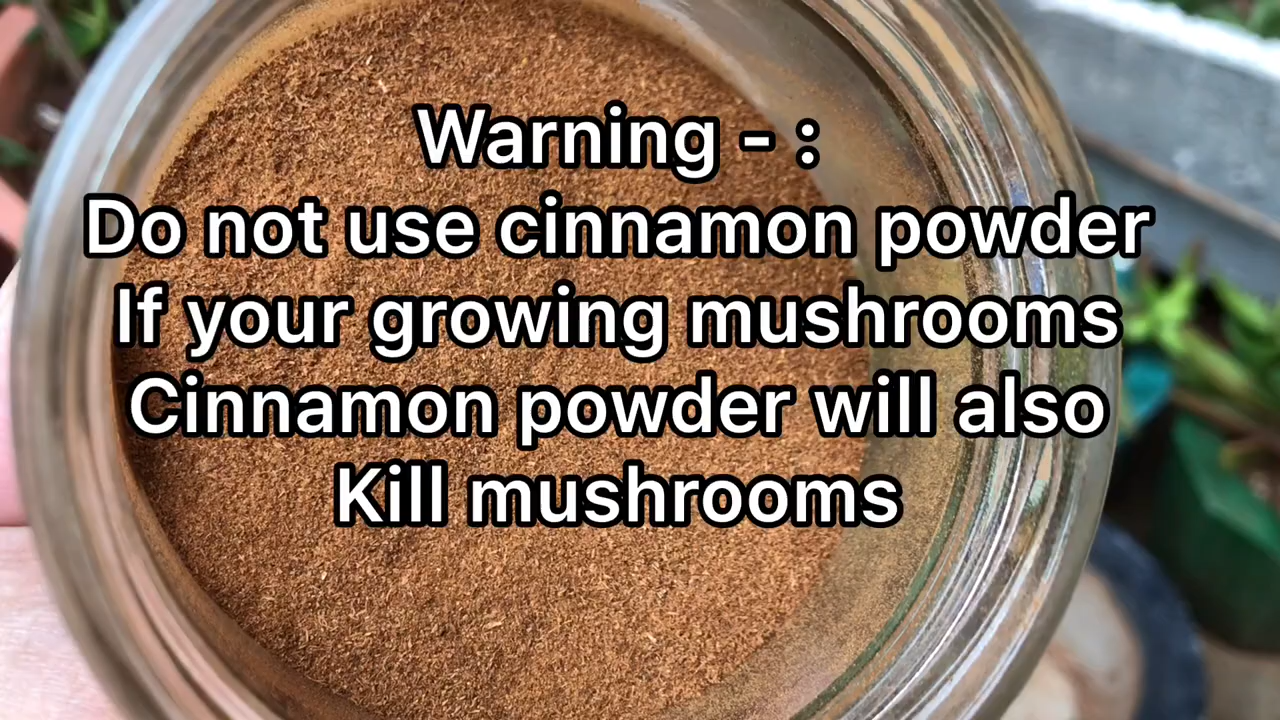 Warning - :
Do not use cinnamon powder
If your growing mushrooms
Cinnamon powder will also
Kill mushrooms